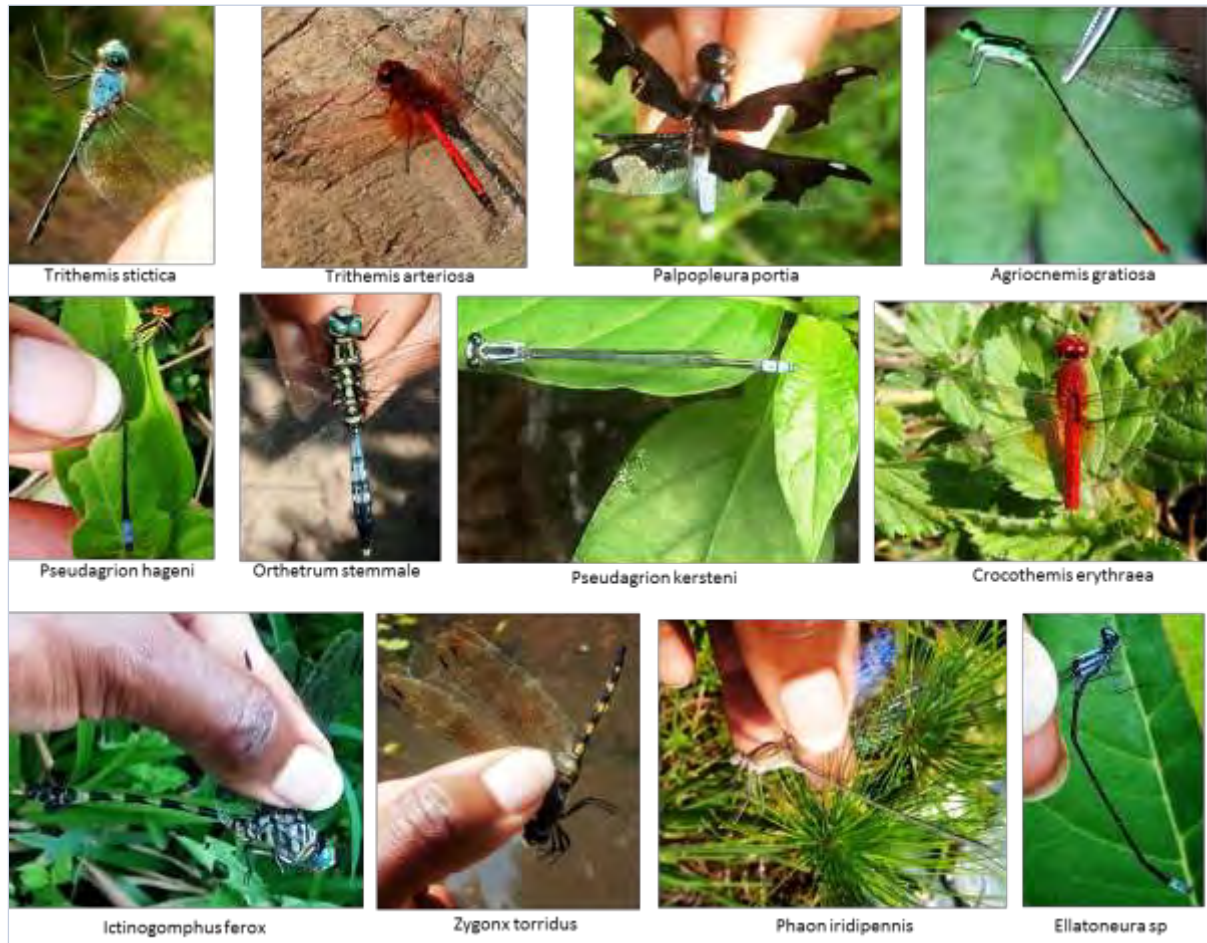 Trithemis stictica
Trithemis arteriosa
Palpopleura portia
Agriocnemis gratiosa
Pseudagrion hageni
Orthetrum stemmale
Pseudagrion kersteni
Crocothemis erythraea
Ictinogomphus ferox
Zygonx torridus
Phaon iridipennis
Ellatoneura sp